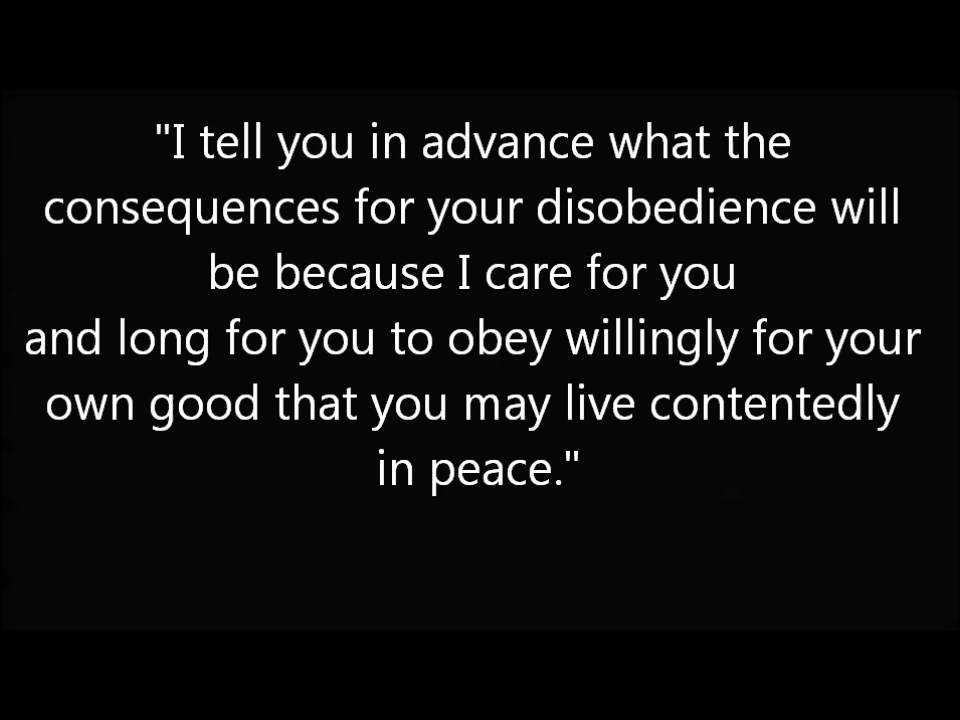 "I tell you in advance what the
consequences for your disobedience will
be because I care for you
and long for you to obey willingly for your
own good that you may live contentedly
in peace."